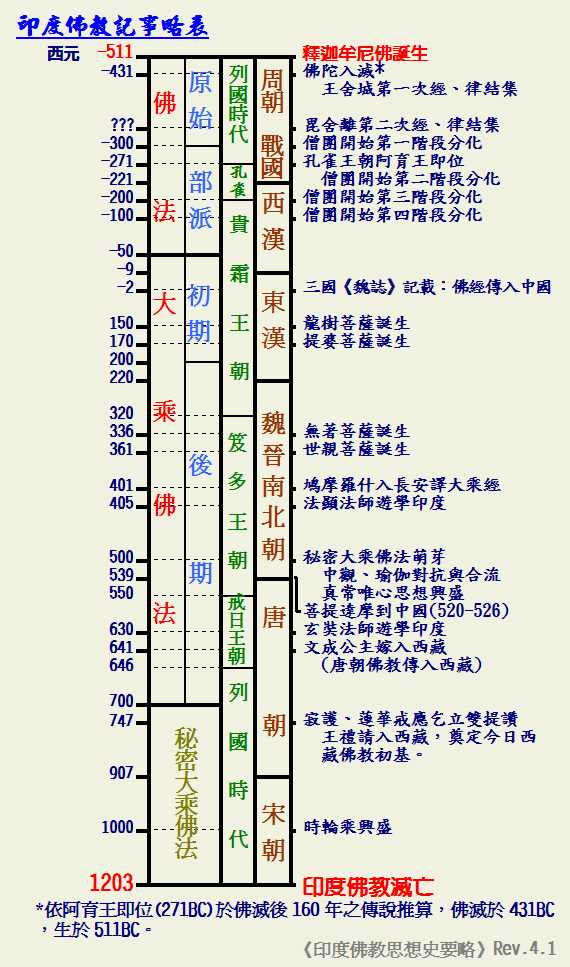 印度佛教記事略表
西元 -511 釋迦牟尼佛誕生
-431 佛陀入滅*
王舍城第一次經、律結集
??? 毘舍離第二次經、律結集
-300 僧團開始第一階段分化
-271 孔雀王朝阿育王即位
-221 僧團開始第二階段分化
-200 僧團開始第三階段分化
-100 僧團開始第四階段分化
-50
-9
-2 三國《魏誌》記載：佛經傳入中國
150 龍樹菩薩誕生
170 提婆菩薩誕生
200
220
320
336 無著菩薩誕生
361 世親菩薩誕生
401 鳩摩羅什入長安譯大乘經
405 法顯法師遊學印度
500 秘密大乘佛法萌芽
539 中觀、瑜伽對抗與合流
550 真常唯心思想興盛
菩提達摩到中國(520-526)
630 玄奘法師遊學印度
641 文成公主嫁入西藏
646 (唐朝佛教傳入西藏)
700
747 寂護、蓮華戒應乞立雙提讚
王禮請入西藏，奠定今日西
藏佛教初基。
907
1000 時輪乘興盛
1203 印度佛教滅亡
佛法
大乘佛法
秘密大乘佛法
原始
部派
初期
後期
列國時代
孔雀
貴霜王朝
笈多王朝
戒日王朝
列國時代
周朝
戰國
西漢
東漢
魏晉南北朝
唐朝
宋朝
*依阿育王即位(271BC)於佛滅後160年之傳說推算，佛滅於431BC
，生於511BC。
《印度佛教思想史要略》Rev.4.1